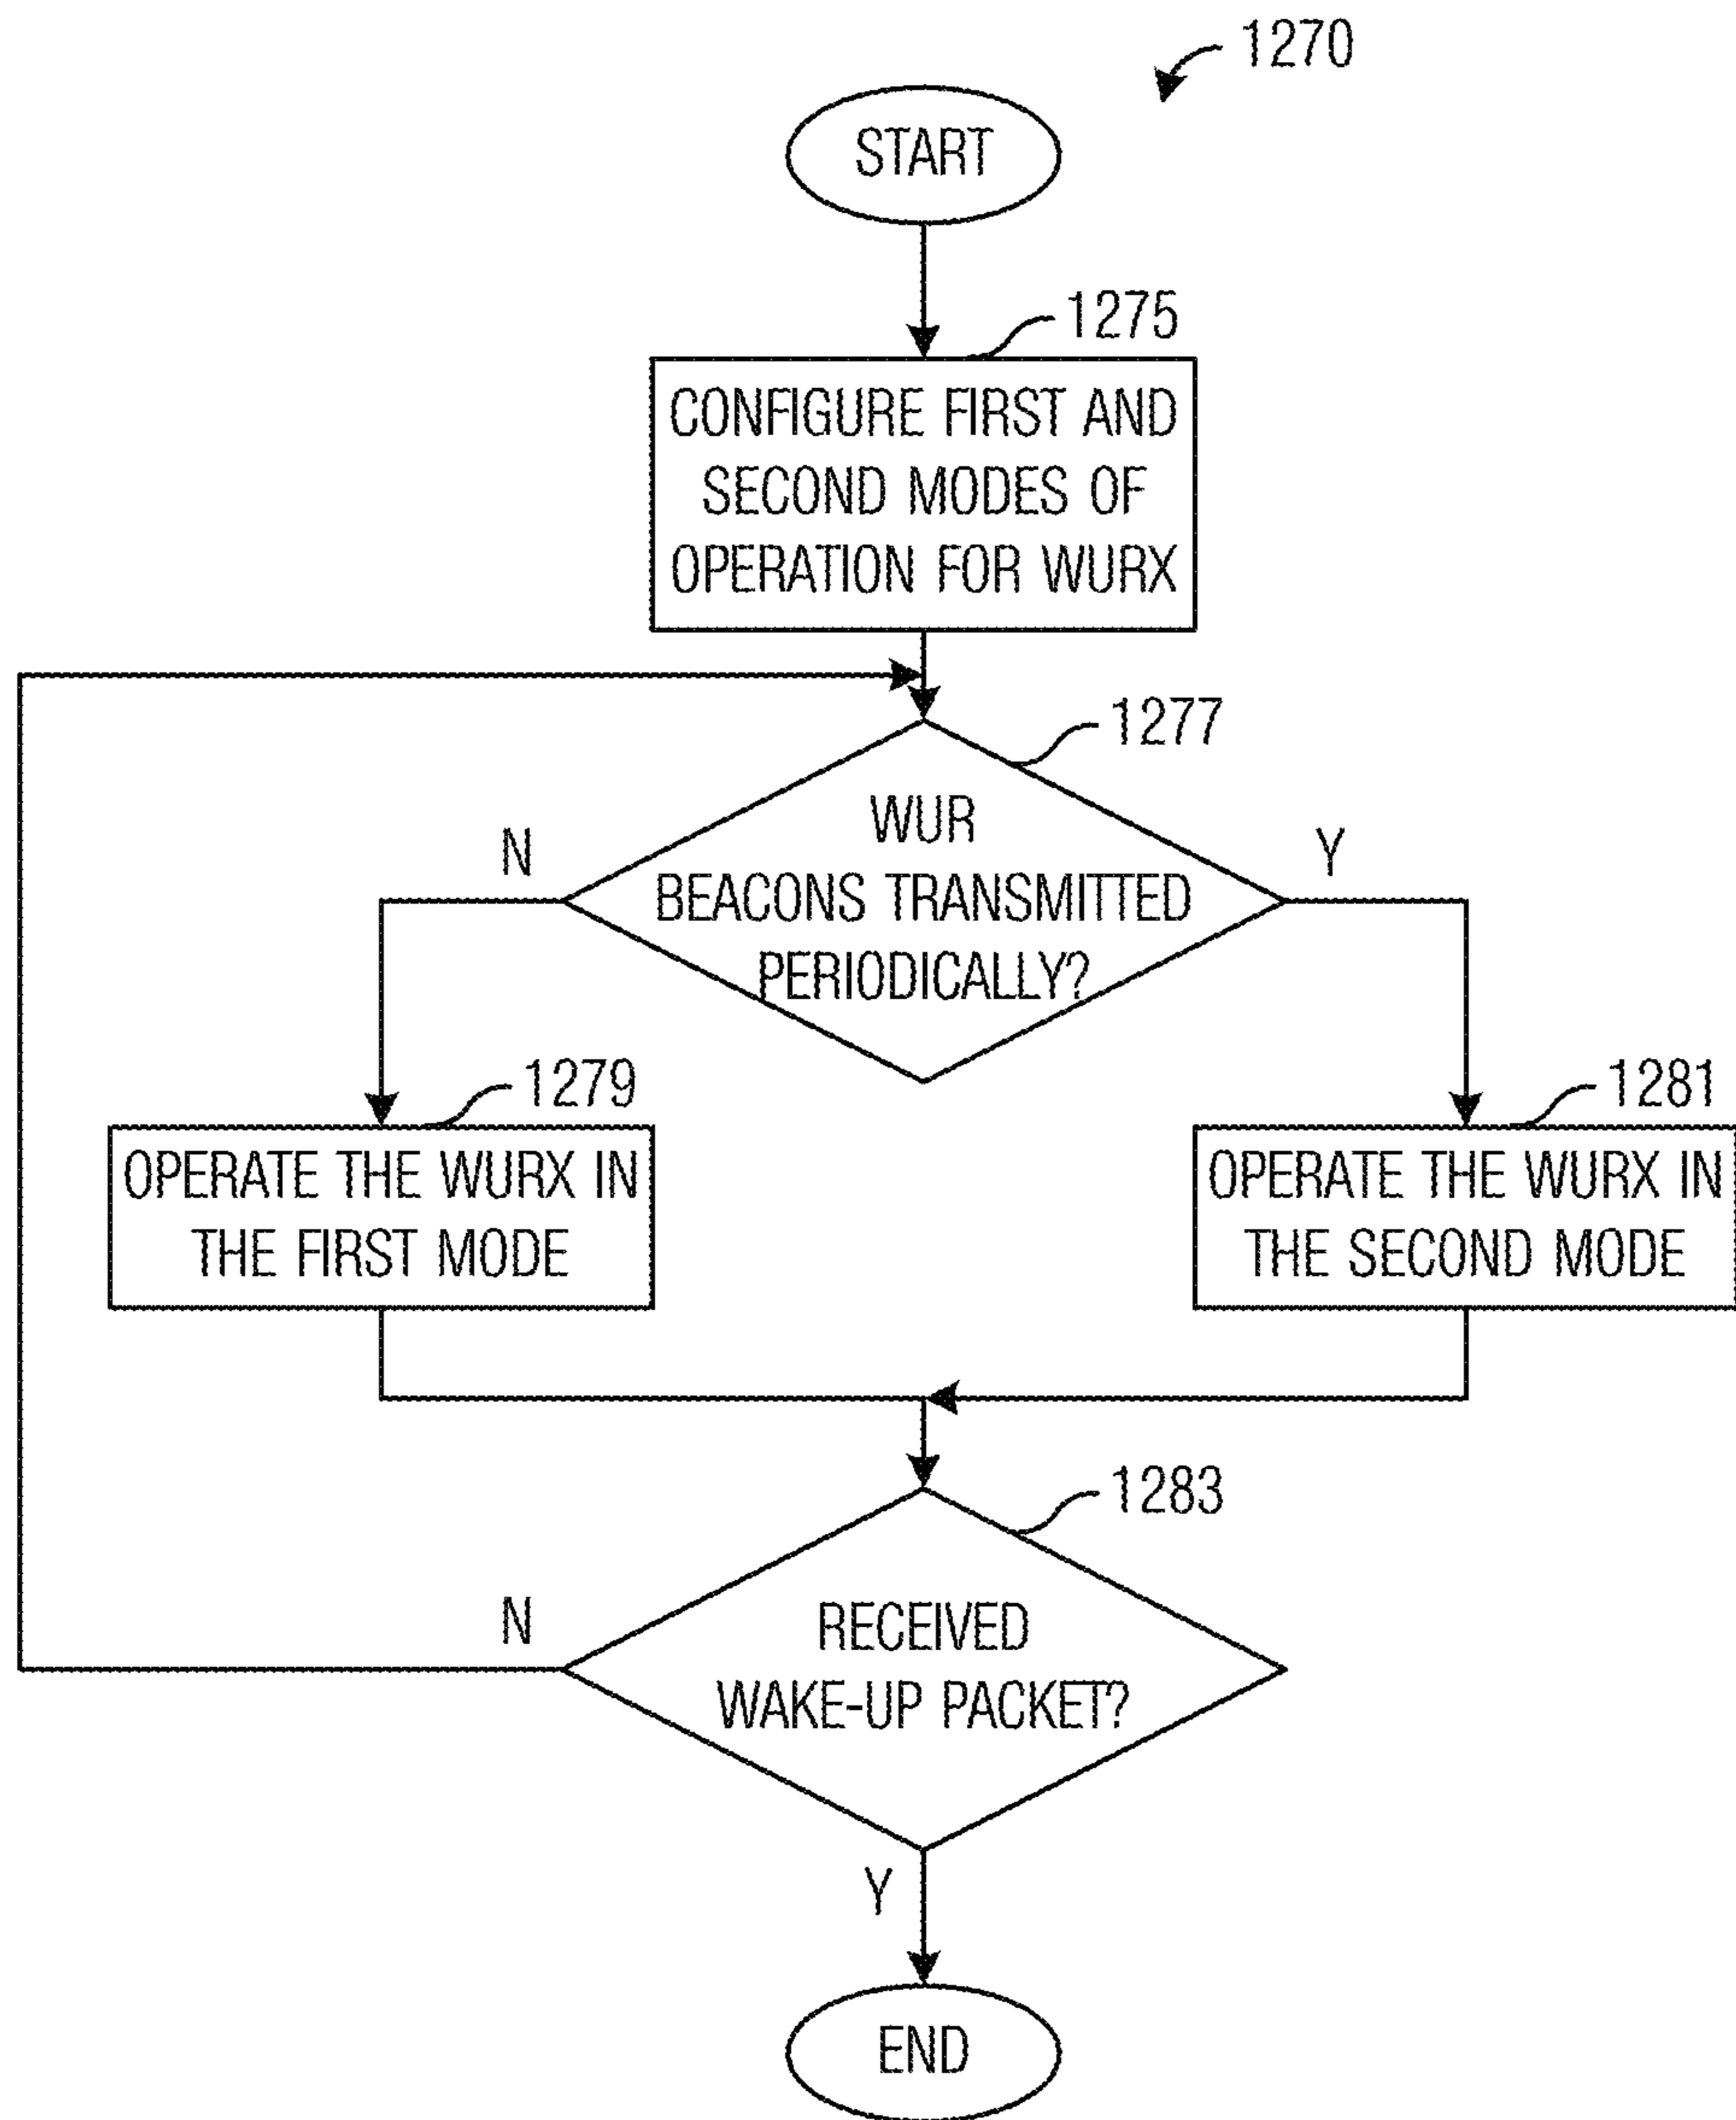 1270
START
1275
CONFIGURE FIRST AND
SECOND MODES OF
OPERATION FOR WURX
1277
WUR
BEACONS TRANSMITTED
PERIODICALLY?
N
Y
1279
OPERATE THE WURX IN
THE FIRST MODE
1281
OPERATE THE WURX IN
THE SECOND MODE
1283
RECEIVED
WAKE-UP PACKET?
N
Y
END